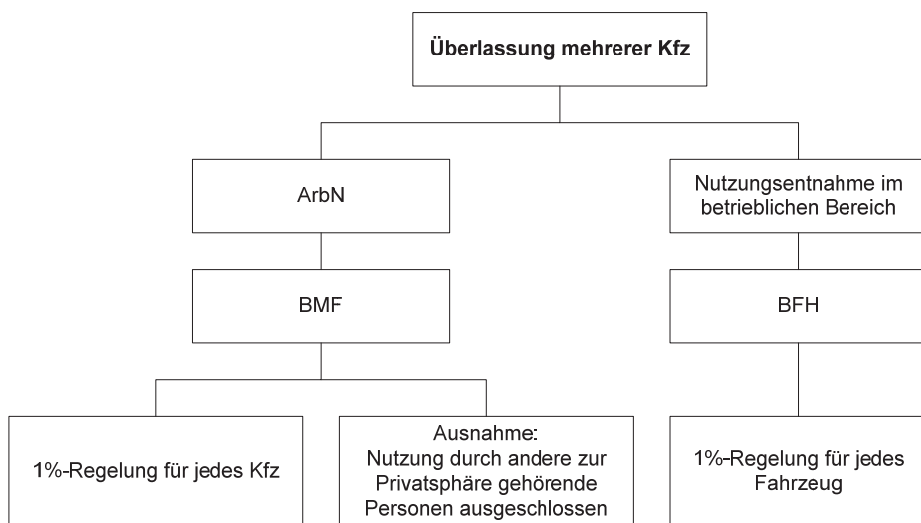 Überlassung mehrerer Kfz
ArbN
Nutzungsentnahme im
betrieblichen Bereich
BMF
BFH
1%-Regelung für jedes Kfz
Ausnahme:
Nutzung durch andere zur
Privatsphäre gehörende
Personen ausgeschlossen
1%-Regelung für jedes
Fahrzeug